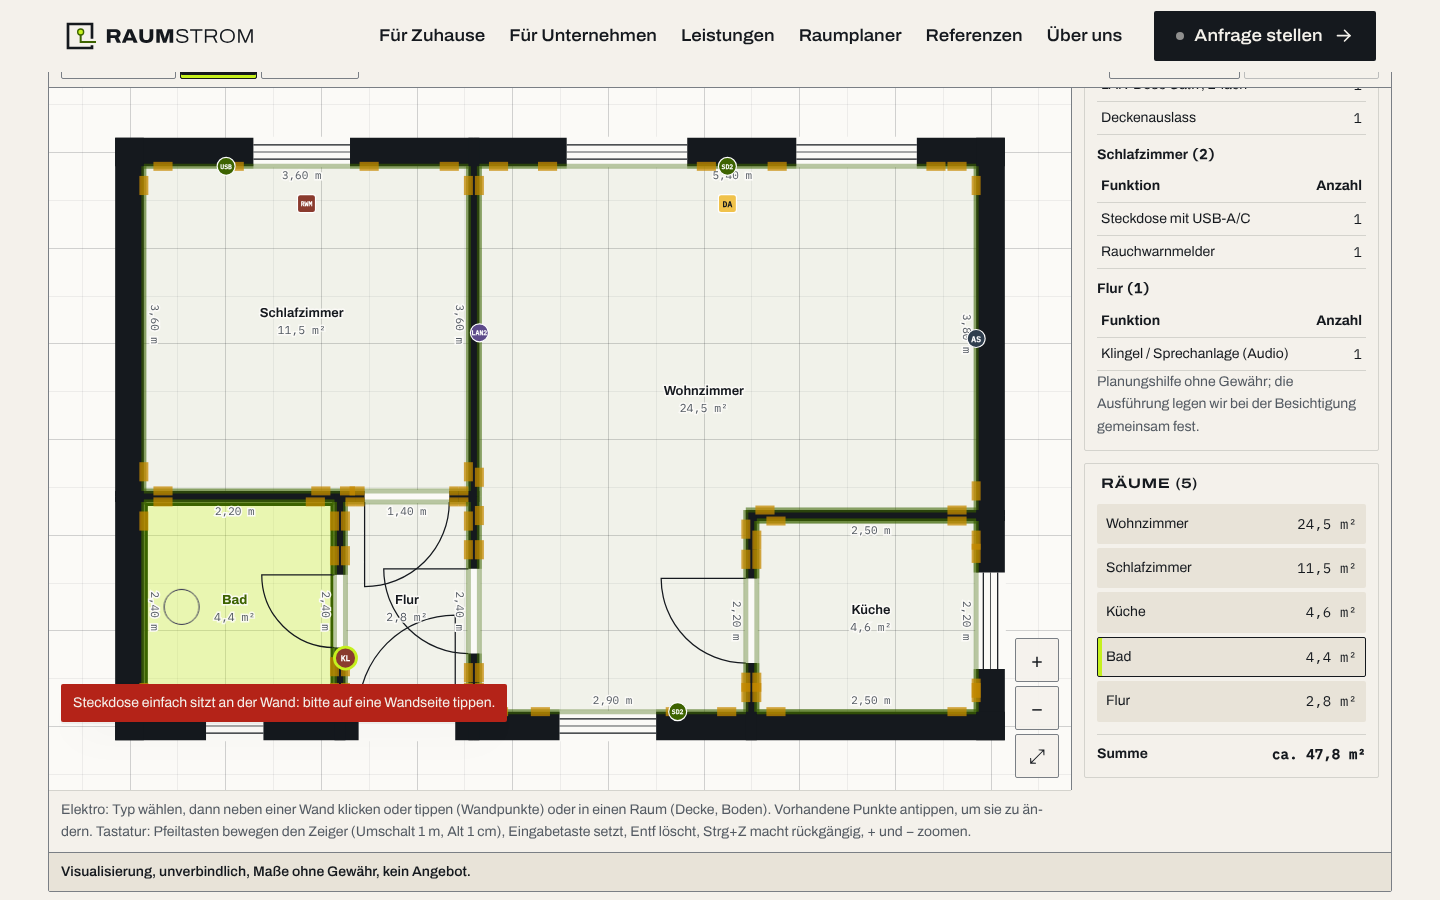 RAUMSTROM
Für Zuhause
Für Unternehmen
Leistungen
Raumplaner
Referenzen
Über uns
Anfrage stellen
USB
3,60 m
RWM
3,60 m
3,60 m
Schlafzimmer
11,5 m²
LAN2
SD2
DA
AS
Wohnzimmer
24,5 m²
2,20 m
1,40 m
2,50 m
2,40 m
Bad
4,4 m²
2,40 m
Flur
2,8 m²
2,40 m
2,20 m
Küche
4,6 m²
2,20 m
KL
Steckdose einfach sitzt an der Wand: bitte auf eine Wandseite tippen.
2,90 m
SD2
2,50 m
+
−
Deckenauslass 1
Schlafzimmer (2)
Funktion Anzahl
Steckdose mit USB-A/C 1
Rauchwarnmelder 1
Flur (1)
Funktion Anzahl
Klingel / Sprechanlage (Audio) 1
Planungshilfe ohne Gewähr; die
Ausführung legen wir bei der Besichtigung
gemeinsam fest.
RÄUME (5)
Wohnzimmer 24,5 m²
Schlafzimmer 11,5 m²
Küche 4,6 m²
Bad 4,4 m²
Flur 2,8 m²
Summe ca. 47,8 m²
Elektro: Typ wählen, dann neben einer Wand klicken oder tippen (Wandpunkte) oder in einen Raum (Decke, Boden). Vorhandene Punkte antippen, um sie zu än-
dern. Tastatur: Pfeiltasten bewegen den Zeiger (Umschalt 1 m, Alt 1 cm), Eingabetaste setzt, Entf löscht, Strg+Z macht rückgängig, + und − zoomen.
Visualisierung, unverbindlich, Maße ohne Gewähr, kein Angebot.